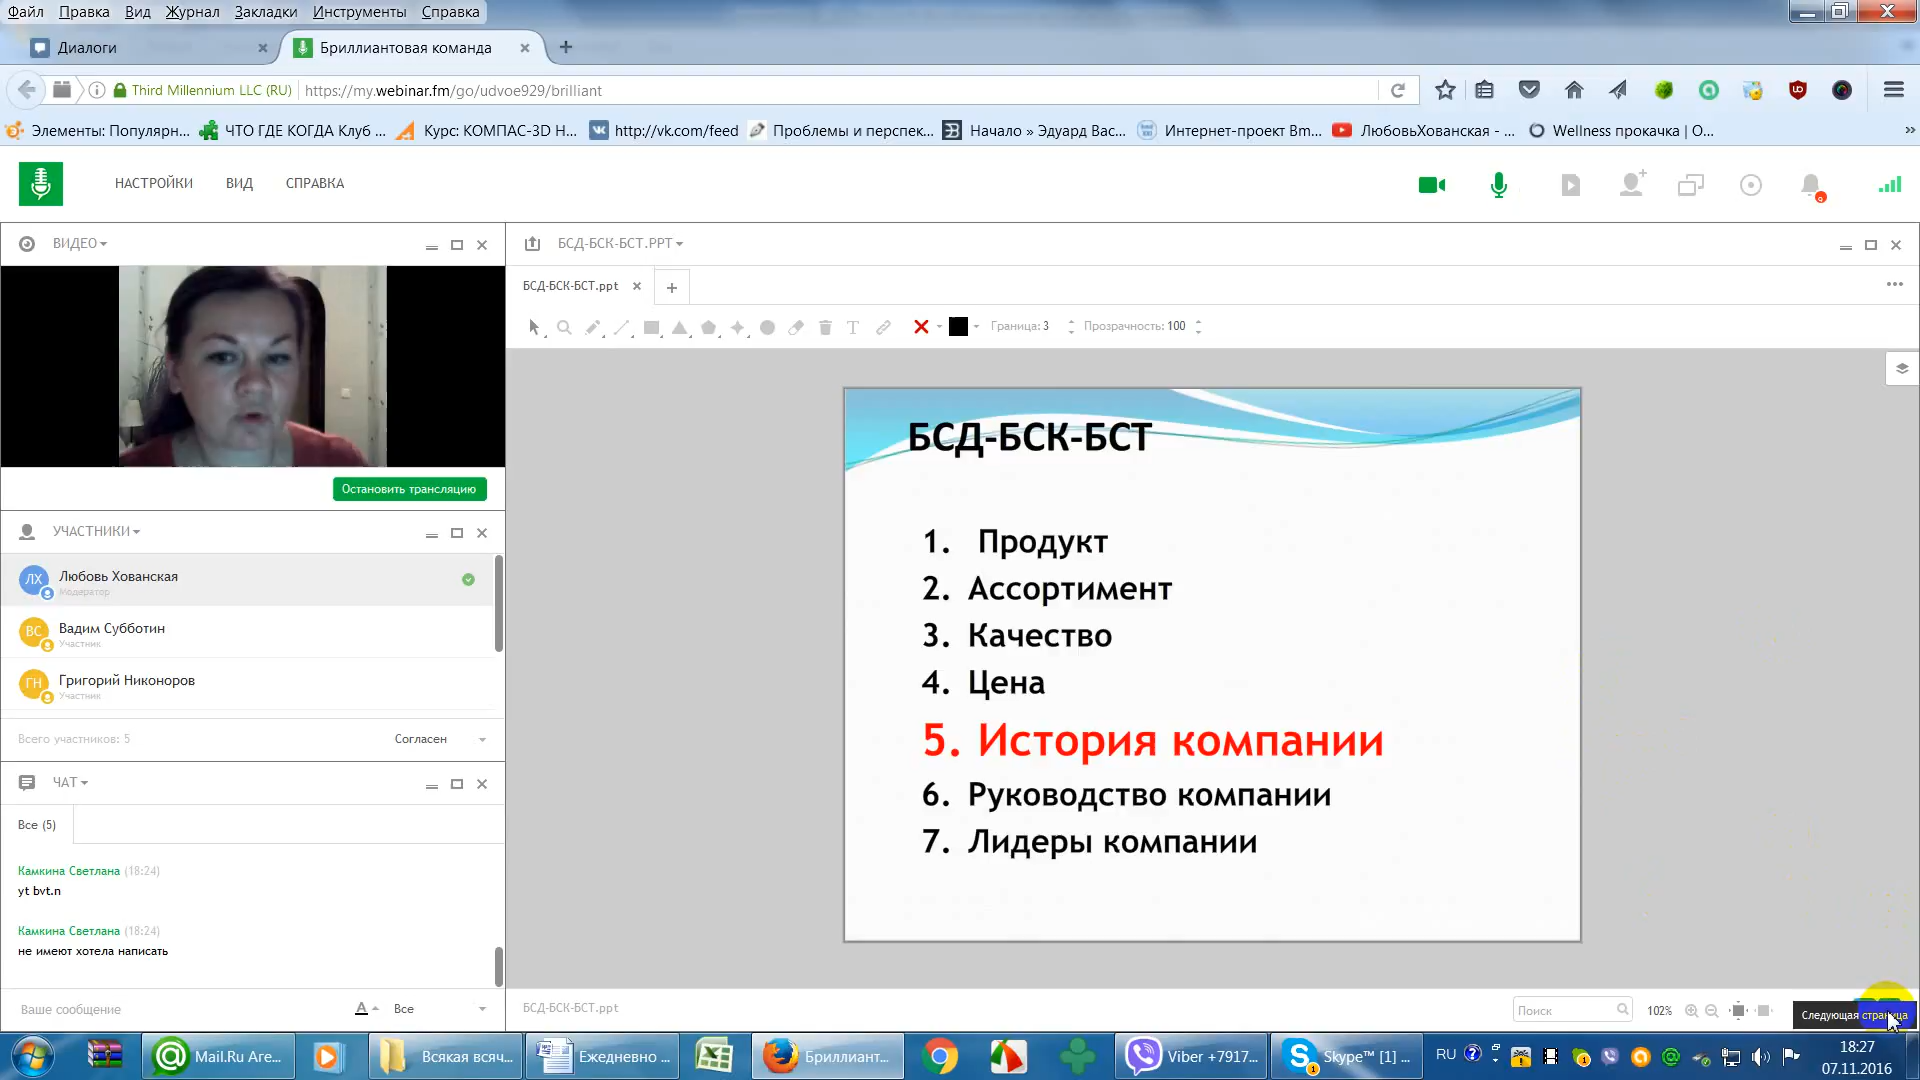 Файл Правка Вид Журнал Закладки Инструменты Справка
Диалоги
Бриллиантовая команда
Third Millennium LLC (RU)
https://my.webinar.fm/go/udvoe929/brilliant
Элементы: Популярн...
ЧТО ГДЕ КОГДА Клуб ...
Курс: КОМПАС-3D Н...
http://vk.com/feed
Проблемы и перспек...
Начало » Эдуард Вас...
Интернет-проект Bm...
ЛюбовьХованская - ...
Wellness прокачка | О...
НАСТРОЙКИ ВИД СПРАВКА
ВИДЕО
БСД-БСК-БСТ.PPT
БСД-БСК-БСТ.ppt
Граница: 3
Прозрачность: 100
Остановить трансляцию
УЧАСТНИКИ
ЛХ
Любовь Хованская
Модератор
ВС
Вадим Субботин
Участник
ГН
Григорий Никоноров
Участник
Всего участников: 5
Согласен
ЧАТ
Все (5)
Камкина Светлана (18:24)
yt bvt.n
Камкина Светлана (18:24)
не имеют хотела написать
Ваше сообщение
А
Все
БСД-БСК-БСТ
1. Продукт
2. Ассортимент
3. Качество
4. Цена
5. История компании
6. Руководство компании
7. Лидеры компании
БСД-БСК-БСТ.ppt
Поиск
102%
Следующая страница
Mail.Ru Аге...
Всякая всяч...
Ежедневно ...
Бриллиант...
Viber +7917...
Skype™ [1] ...
RU
18:27
07.11.2016